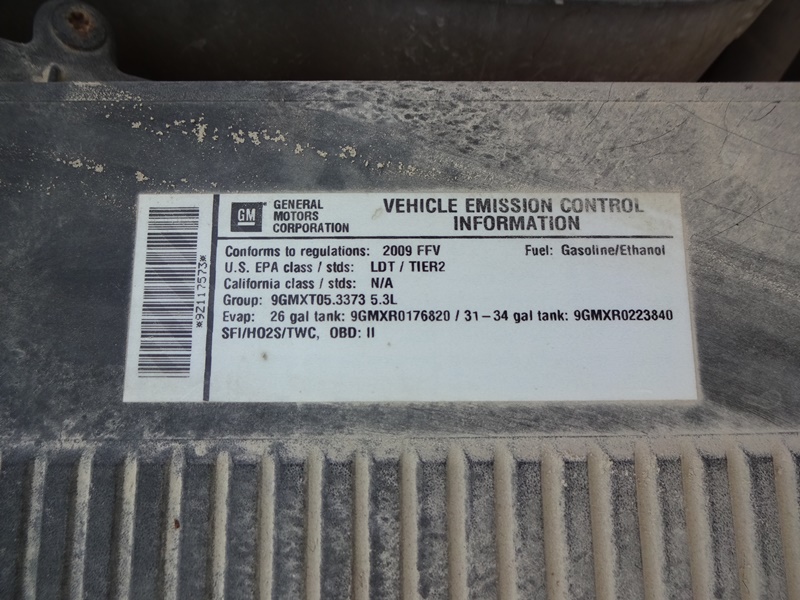 GM
GENERAL
MOTORS
CORPORATION
VEHICLE EMISSION CONTROL
INFORMATION
Conforms to regulations: 2009 FFV Fuel: Gasoline/Ethanol
U.S. EPA class / stds: LDT / TIER2
California class / stds: N/A
Group: 9GMXT05.3373 5.3L
Evap: 26 gal tank: 9GMXR0176820 / 31-34 gal tank: 9GMXR0223840
SFI/HO2S/TWC, OBD: II
*92117573*